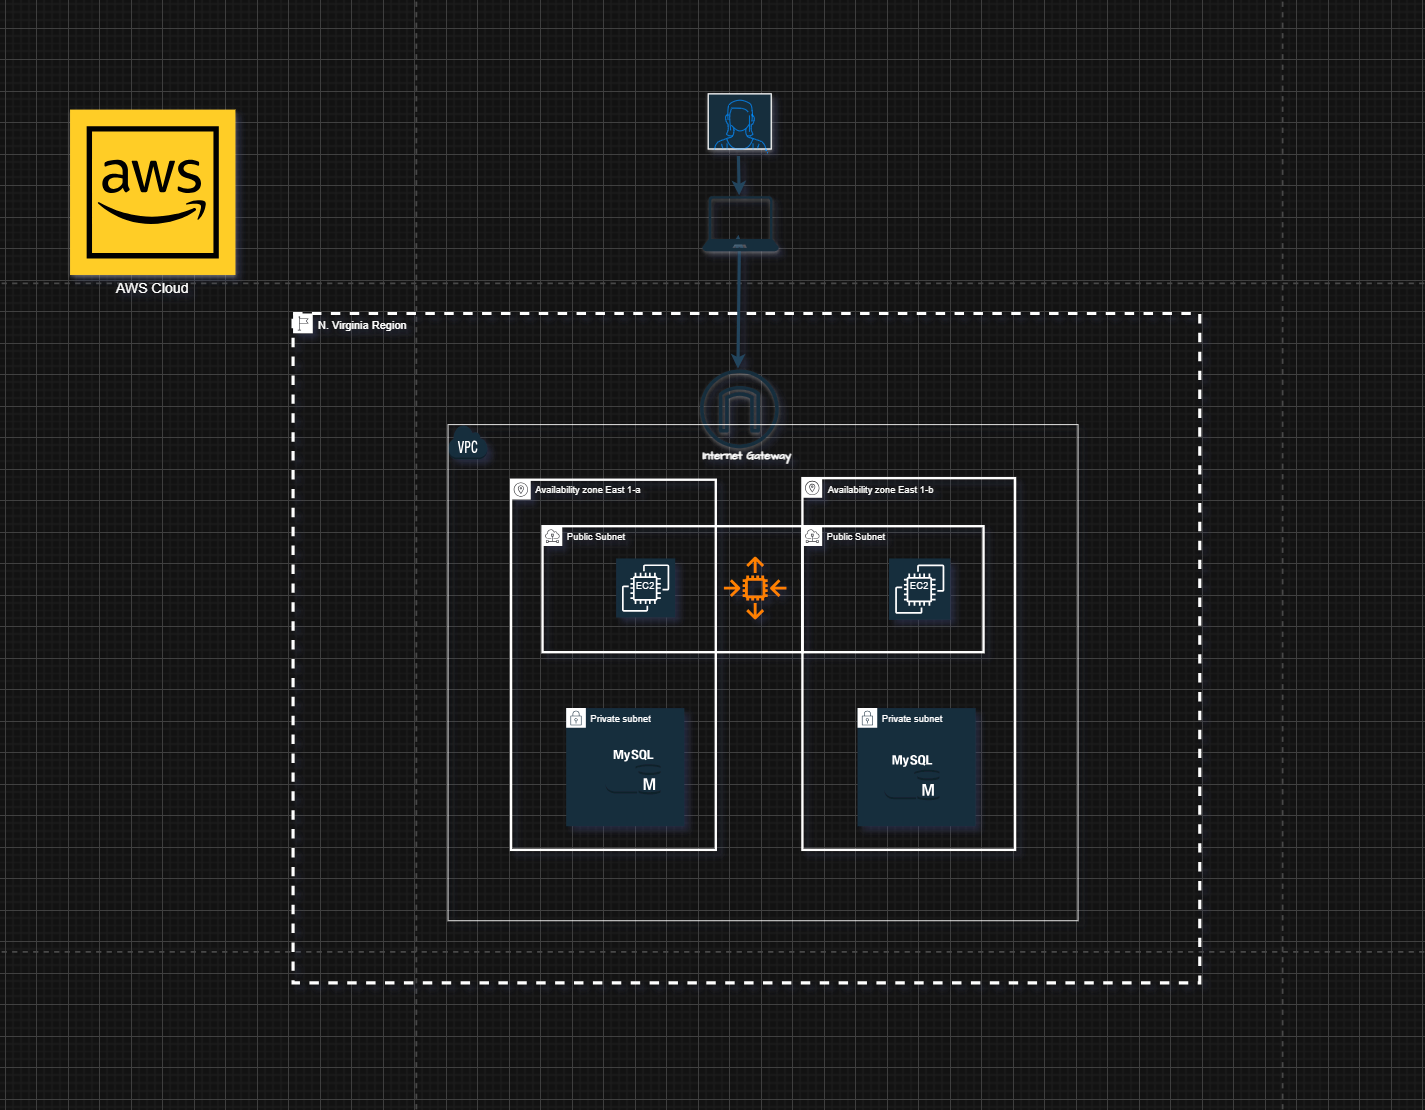 aws
AWS Cloud
N. Virginia Region
VPC
Internet Gateway
Availability zone East 1-a
Availability zone East 1-b
Public Subnet
Public Subnet
EC2
EC2
Private subnet
Private subnet
MySQL
M
MySQL
M